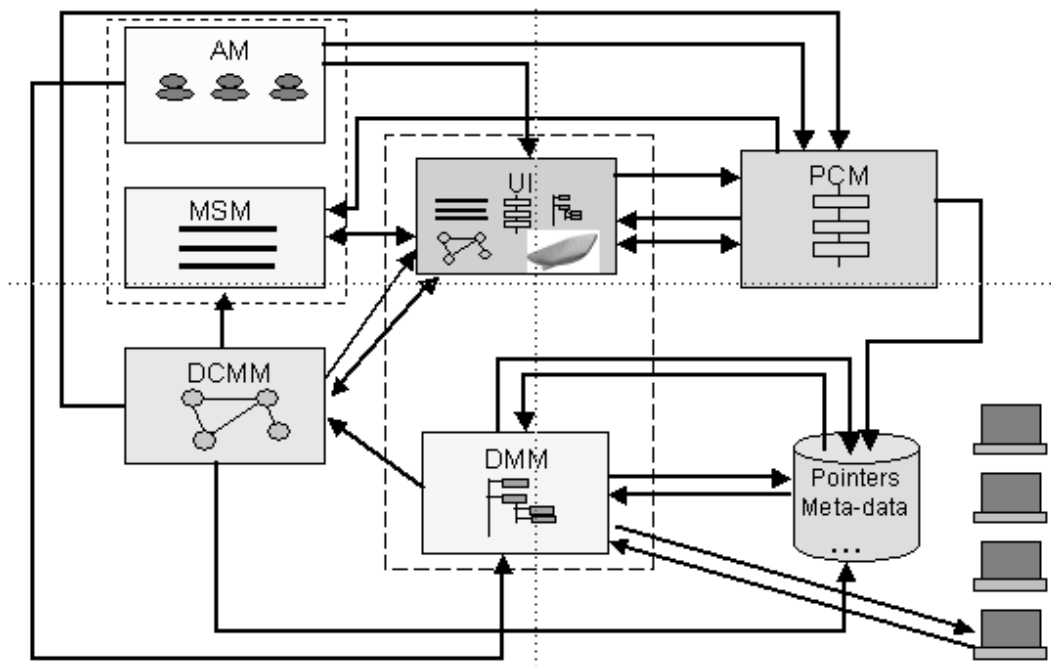 AM
UI
PCM
MSM
DCMM
DMM
Pointers
Meta-data
...